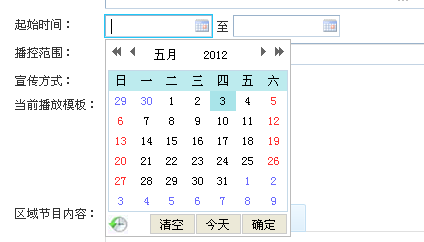 起始时间： 至
播控范围：
五月 2012
宣传方式：
日 一 二 三 四 五 六
当前播放模板：
29 30 1 2 3 4 5
6 7 8 9 10 11 12
13 14 15 16 17 18 19
20 21 22 23 24 25 26
27 28 29 30 31 1 2
3 4 5 6 7 8 9
区域节目内容：
清空 今天 确定